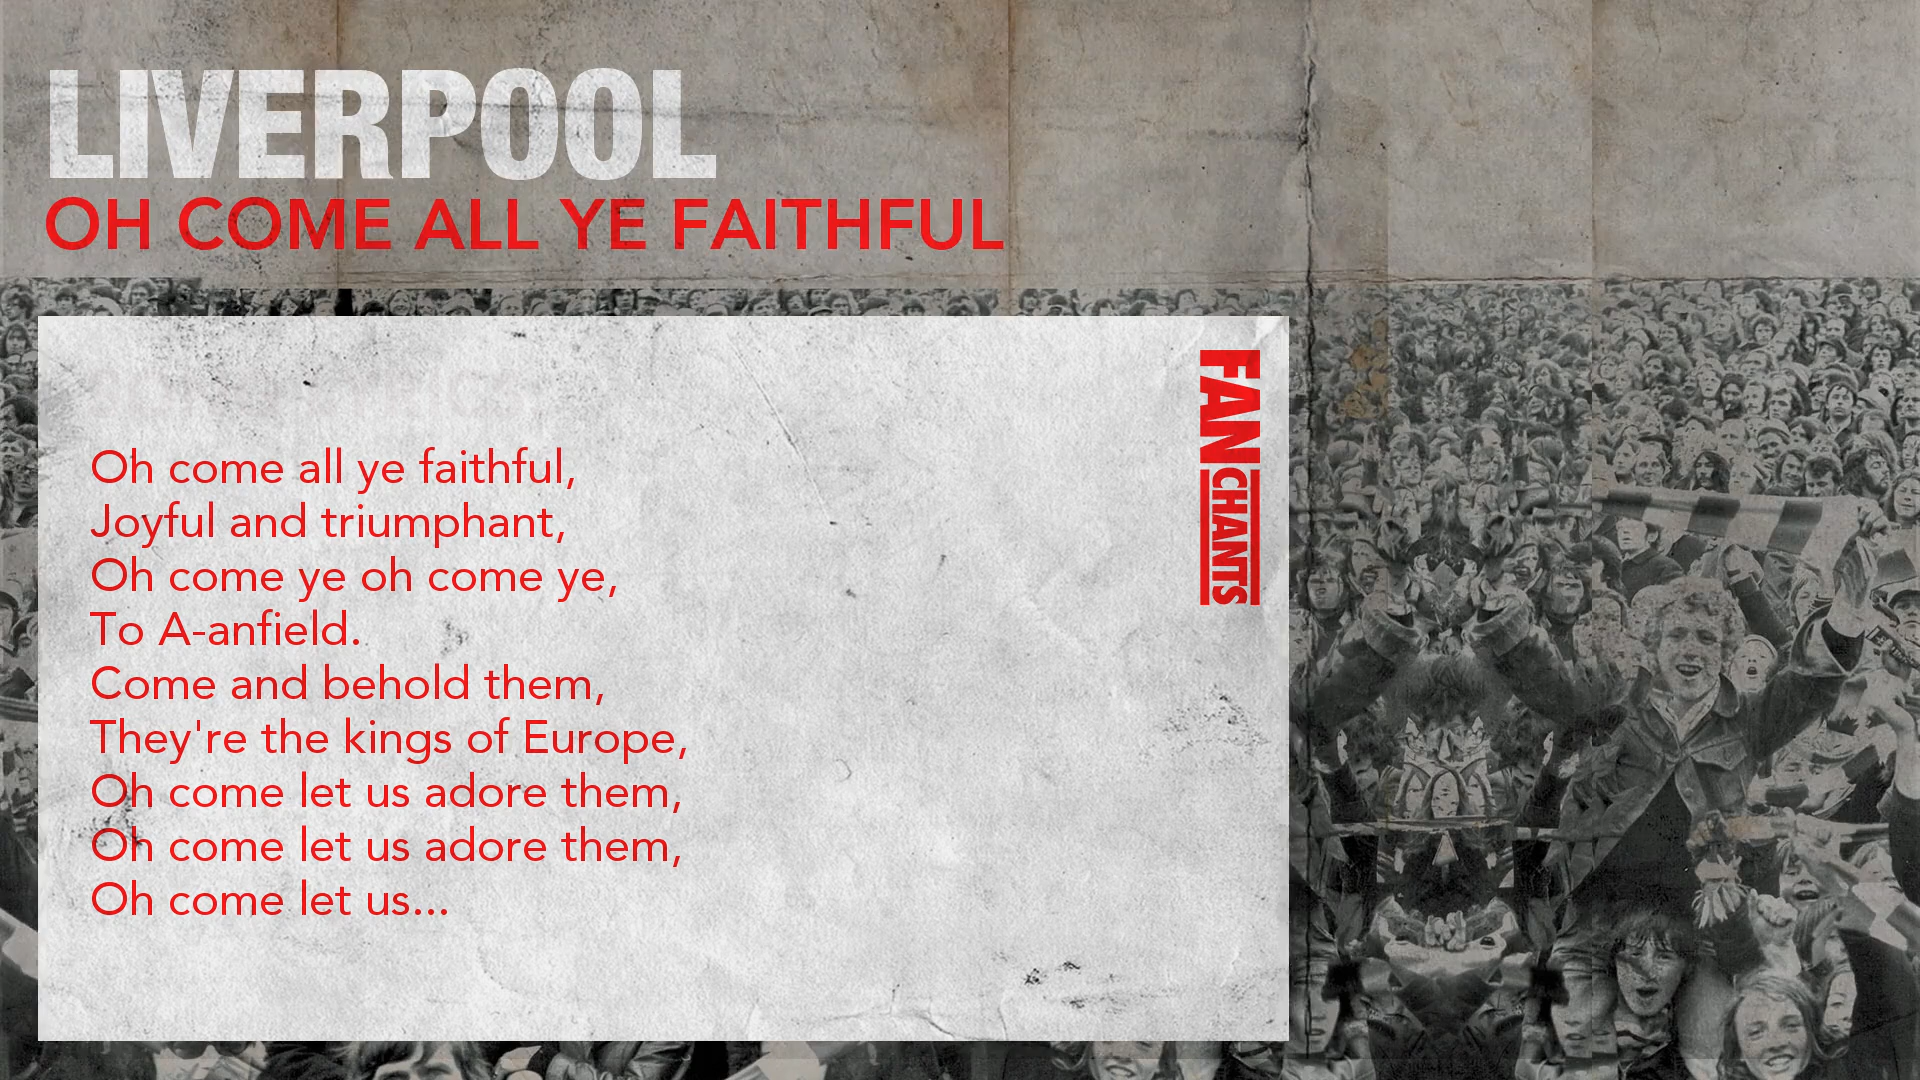 LIVERPOOL
OH COME ALL YE FAITHFUL
FAN
CHANTS
Oh come all ye faithful,
Joyful and triumphant,
Oh come ye oh come ye,
To A-anfield.
Come and behold them,
They're the kings of Europe,
Oh come let us adore them,
Oh come let us adore them,
Oh come let us...